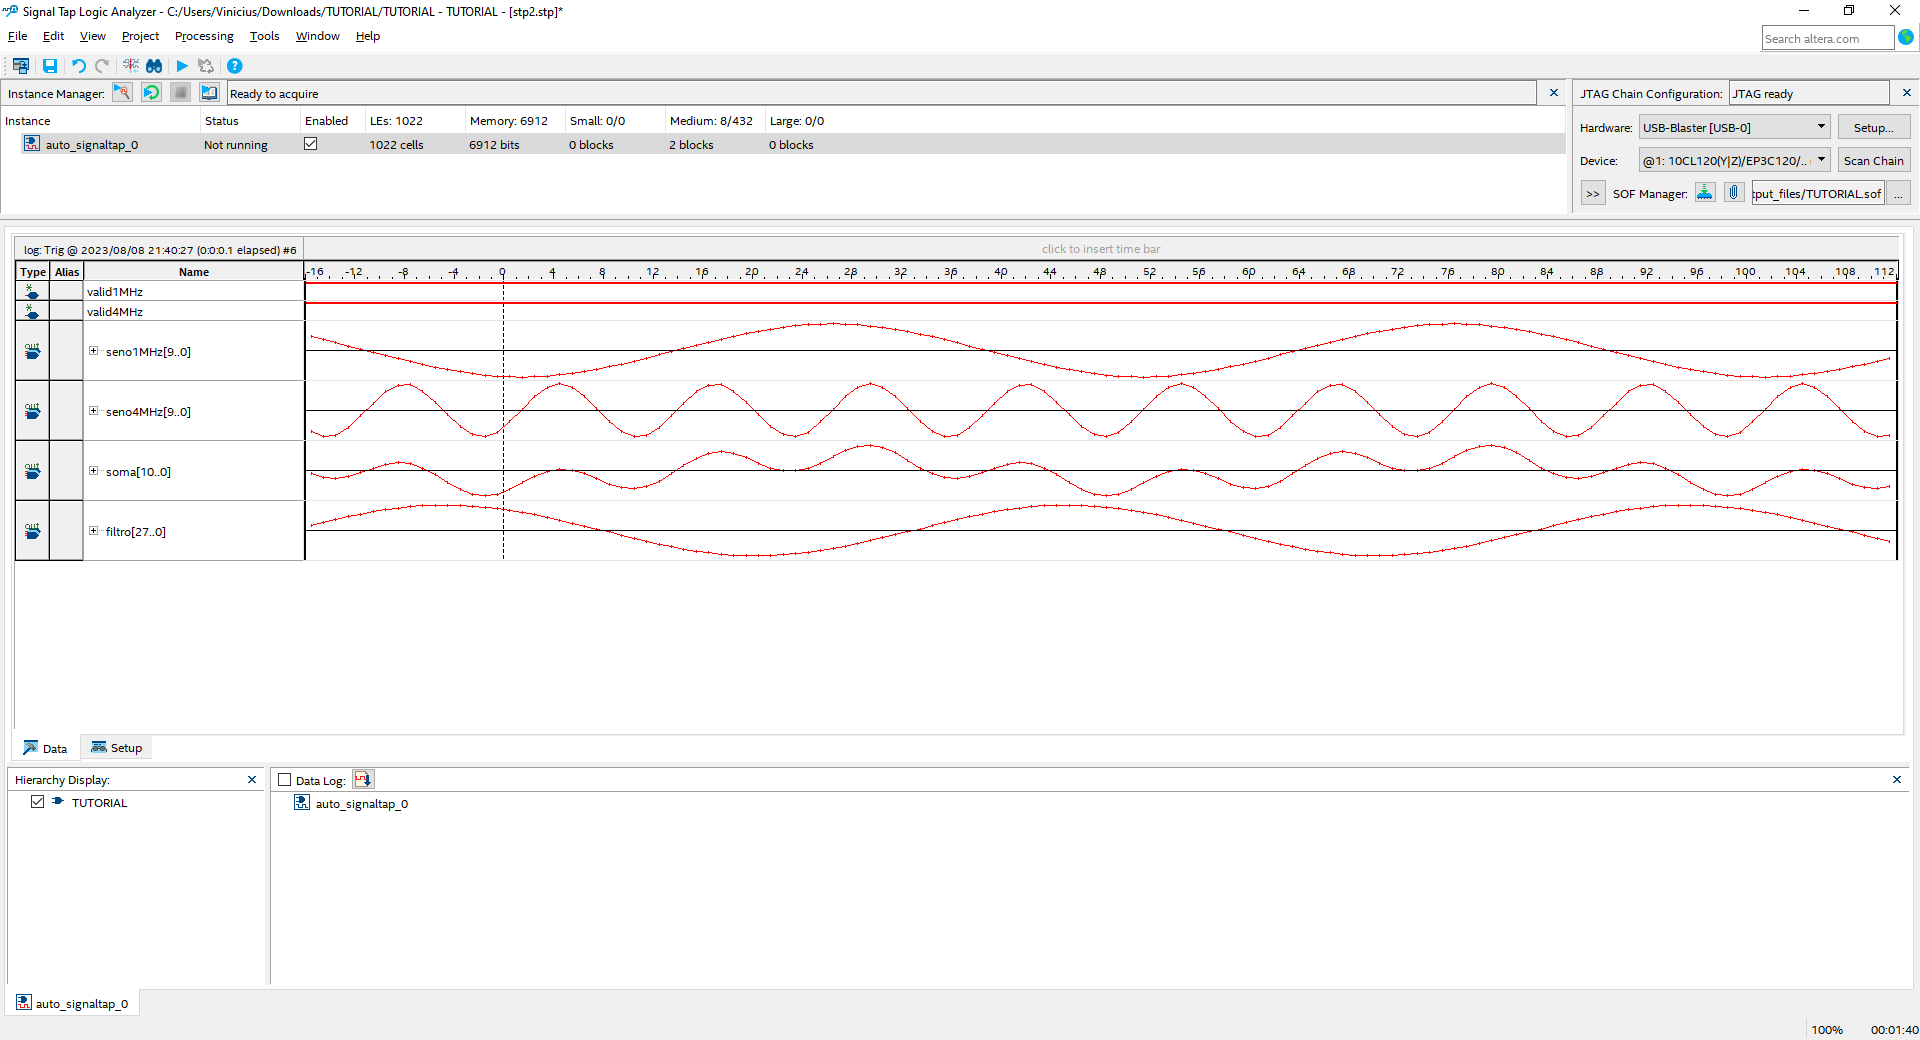 Signal Tap Logic Analyzer - C:/Users/Vinicius/Downloads/TUTORIAL/TUTORIAL - TUTORIAL - [stp2.stp]*
File Edit View Project Processing Tools Window Help
Search altera.com
Instance Manager: Ready to acquire
JTAG Chain Configuration: JTAG ready
Instance Status Enabled LEs: 1022 Memory: 6912 Small: 0/0 Medium: 8/432 Large: 0/0
auto_signaltap_0 Not running 1022 cells 6912 bits 0 blocks 2 blocks 0 blocks
Hardware: USB-Blaster [USB-0] Setup...
Device: @1: 10CL120(Y|Z)/EP3C120/.. Scan Chain
>> SOF Manager: tput_files/TUTORIAL.sof ...
log: Trig @ 2023/08/08 21:40:27 (0:0:0.1 elapsed) #6 click to insert time bar
Type Alias Name -16 -12 -8 -4 0 4 8 12 16 20 24 28 32 36 40 44 48 52 56 60 64 68 72 76 80 84 88 92 96 100 104 108 112
valid1MHz
valid4MHz
seno1MHz[9..0]
seno4MHz[9..0]
soma[10..0]
filtro[27..0]
Data Setup
Hierarchy Display:
TUTORIAL
Data Log:
auto_signaltap_0
auto_signaltap_0
100% 00:01:40